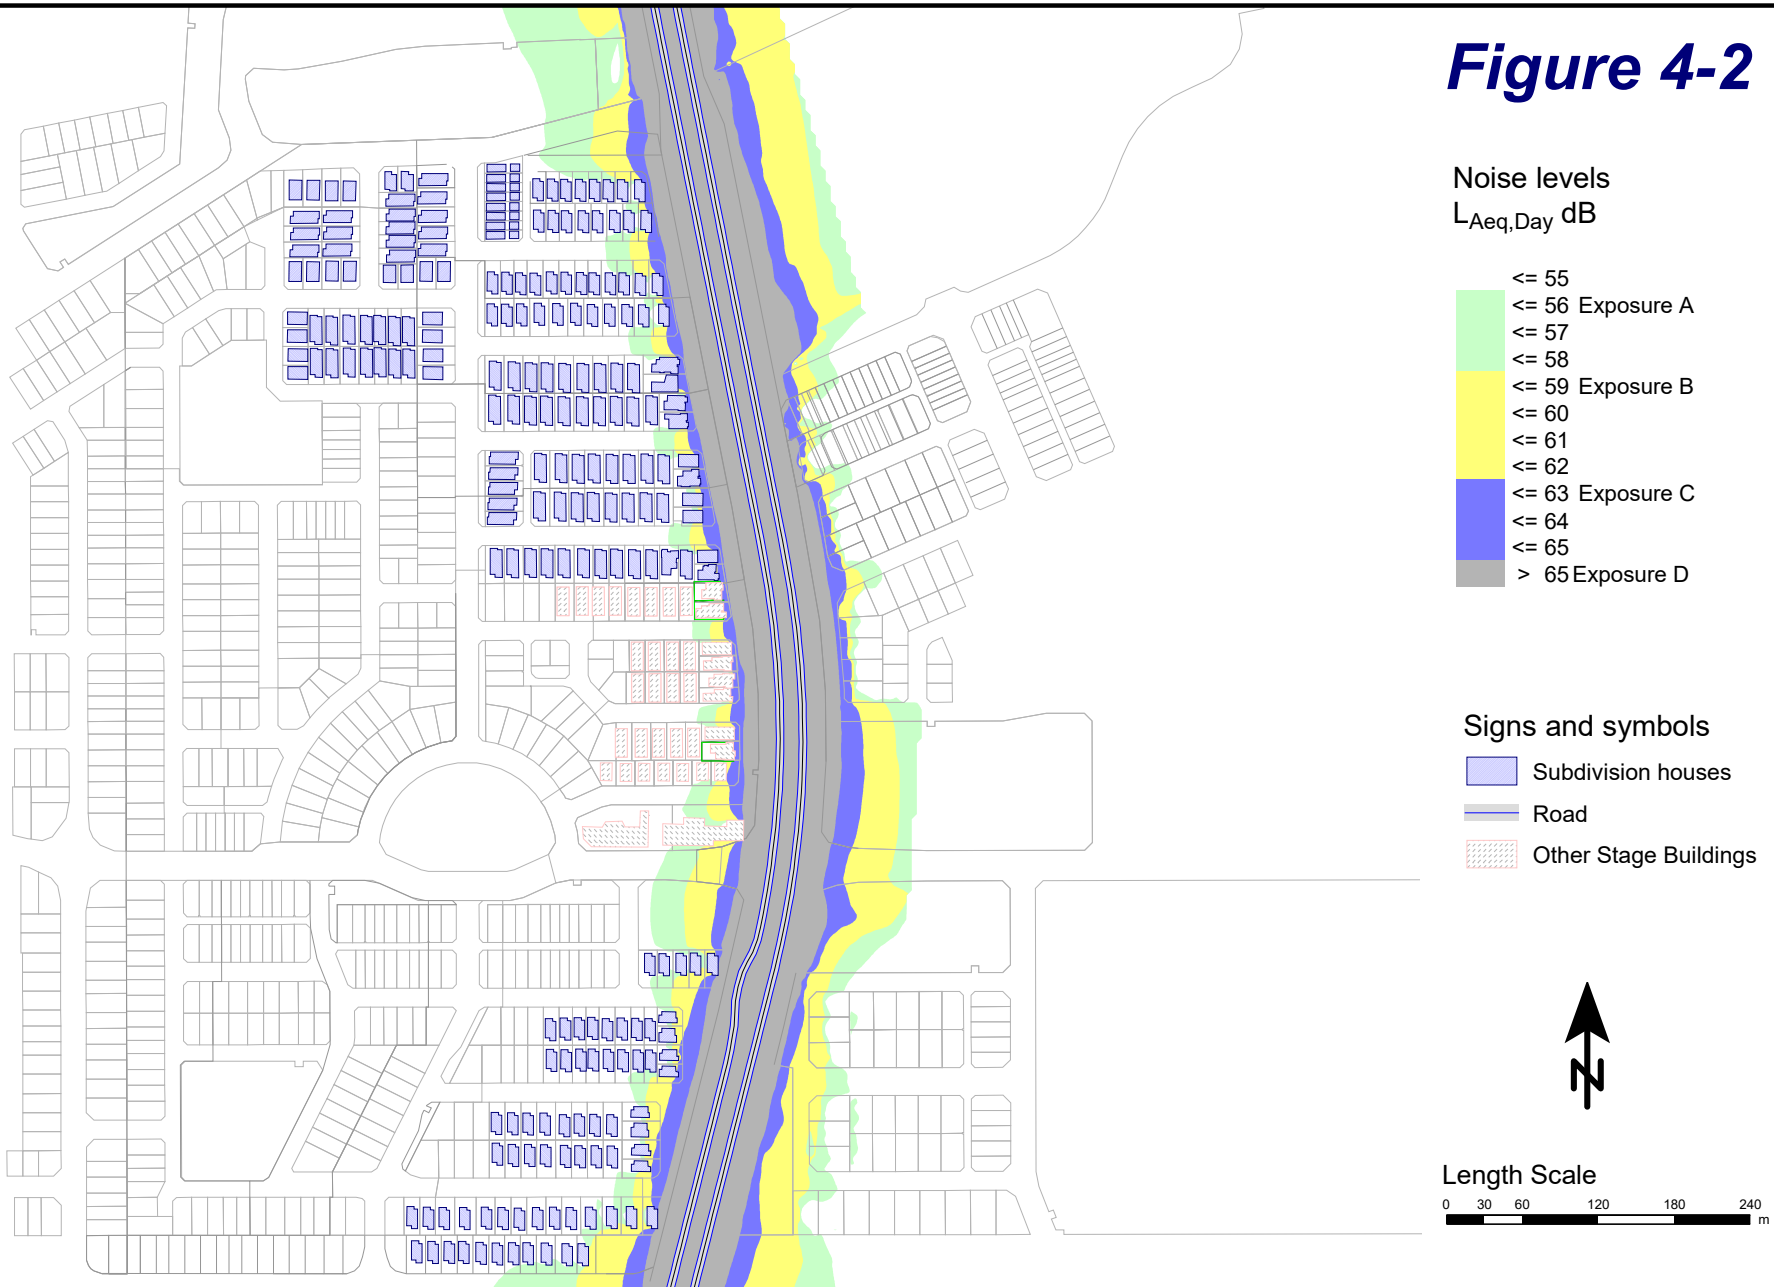 Figure 4-2
Noise levels
LAeq,Day dB
<= 55
<= 56 Exposure A
<= 57
<= 58
<= 59 Exposure B
<= 60
<= 61
<= 62
<= 63 Exposure C
<= 64
<= 65
> 65 Exposure D
Signs and symbols
Subdivision houses
Road
Other Stage Buildings
N
Length Scale
0 30 60 120 180 240
m